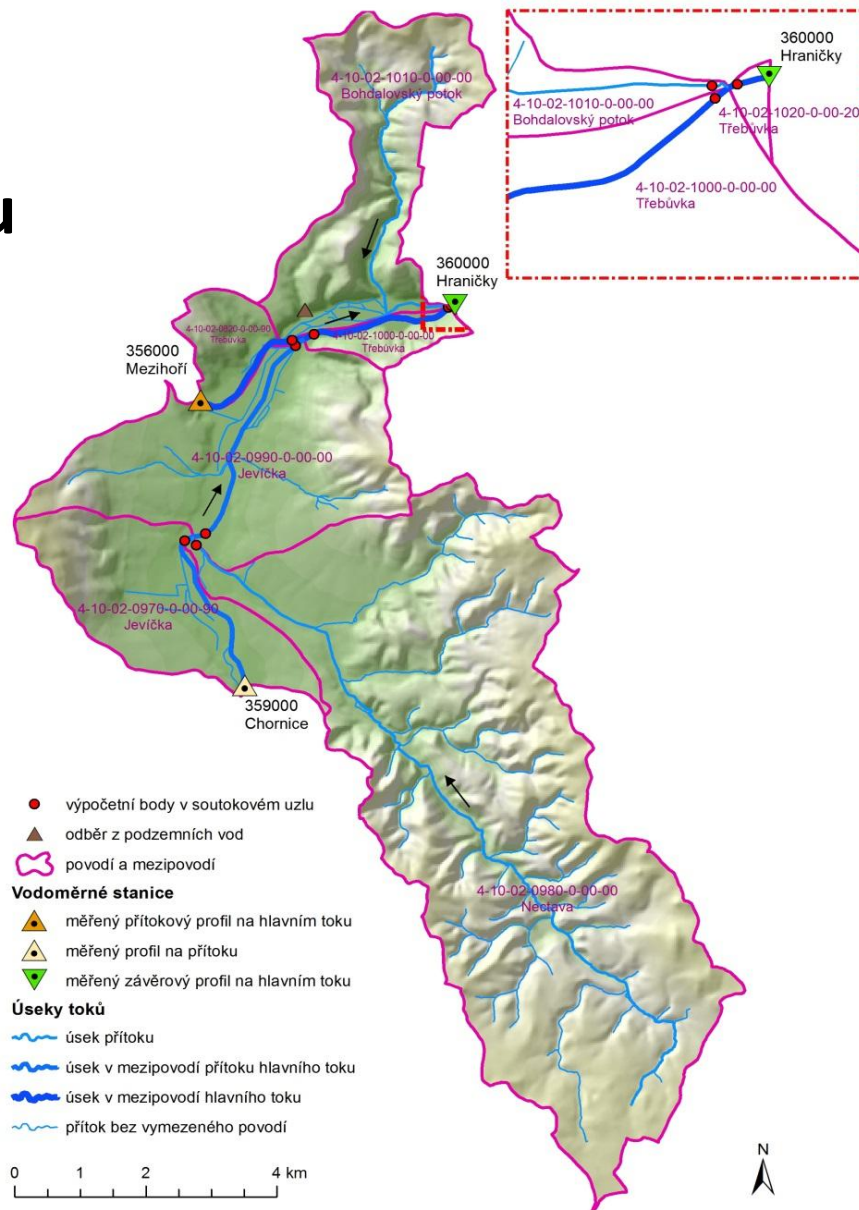 u
4-10-02-1010-0-00-00
Bohdalovský potok
360000
Hraničky
4-10-02-1010-0-00-00
Bohdalovský potok
4-10-02-1020-0-00-20
Třebůvka
4-10-02-1000-0-00-00
Třebůvka
360000
Hraničky
4-10-02-0820-0-00-90
Třebůvka
4-10-02-1000-0-00-00
Třebůvka
356000
Mezihoří
4-10-02-0990-0-00-00
Jevíčka
4-10-02-0970-0-00-90
Jevíčka
359000
Chornice
4-10-02-0980-0-00-00
Nectava
výpočetní body v soutokovém uzlu
odběr z podzemních vod
povodí a mezipovodí
Vodoměrné stanice
měřený přítokový profil na hlavním toku
měřený profil na přítoku
měřený závěrový profil na hlavním toku
Úseky toků
úsek přítoku
úsek v mezipovodí přítoku hlavního toku
úsek v mezipovodí hlavního toku
přítok bez vymezeného povodí
0 1 2 4 km
N